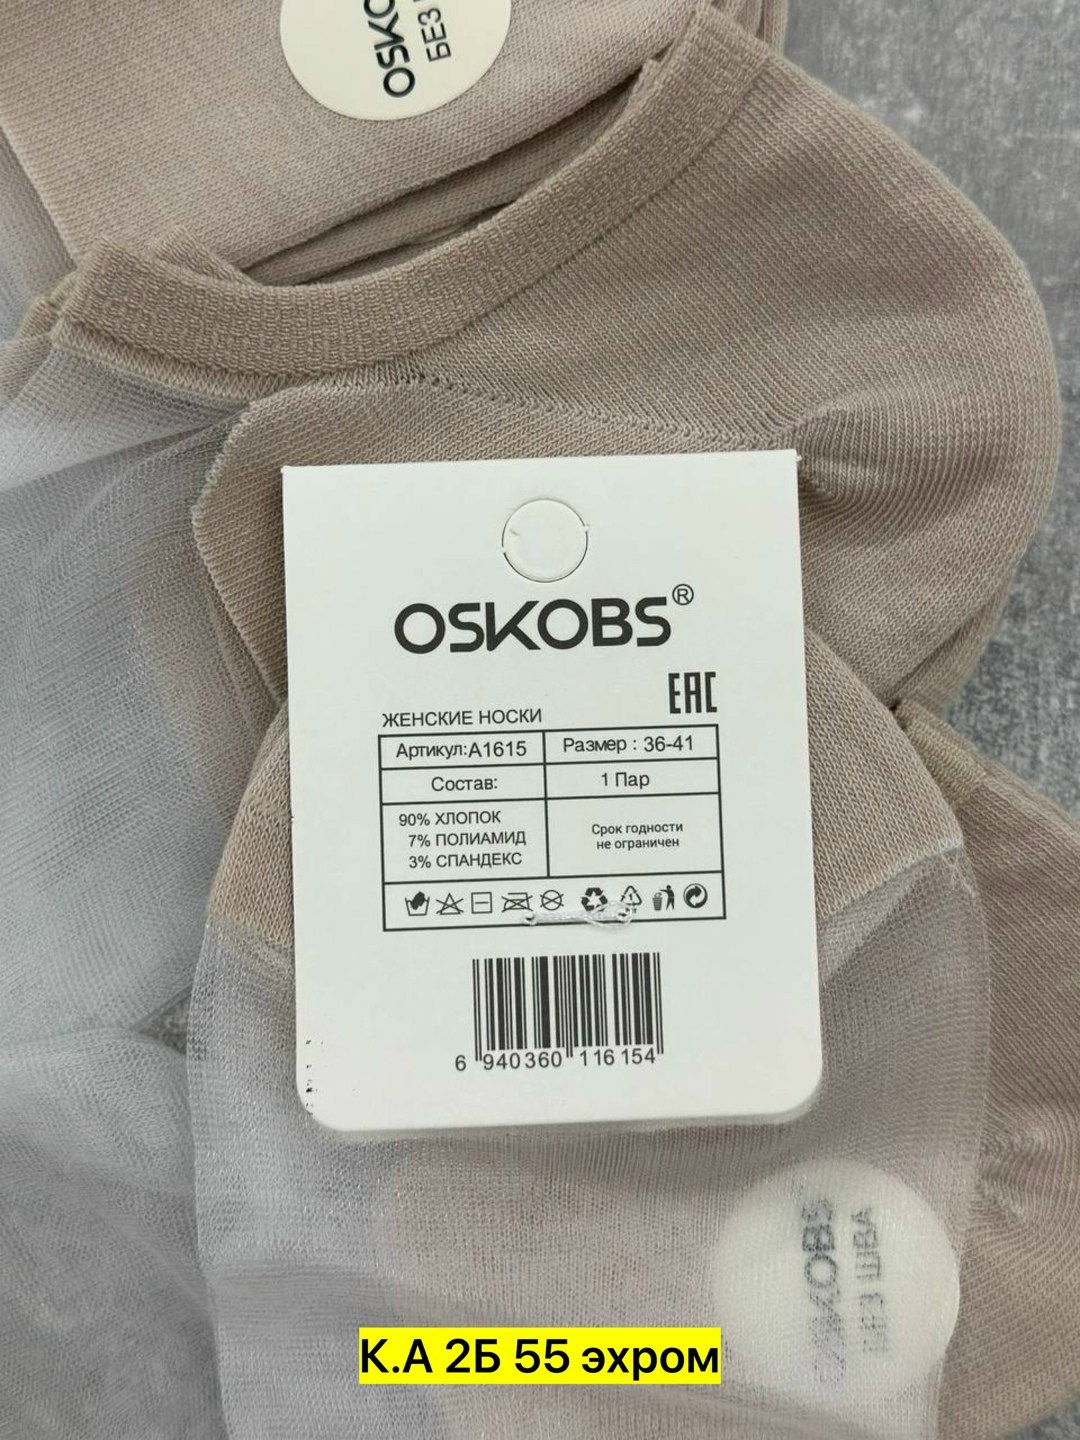 OSKOBS
БЕЗ
OSKOBS®
EAC
ЖЕНСКИЕ НОСКИ
Артикул:A1615 Размер : 36-41
Состав: 1 Пар
90% ХЛОПОК
7% ПОЛИАМИД
3% СПАНДЕКС
Срок годности
не ограничен
6 940360 116154
OSKOBS
БЕЗ ШВА
К.А 2Б 55 эхром